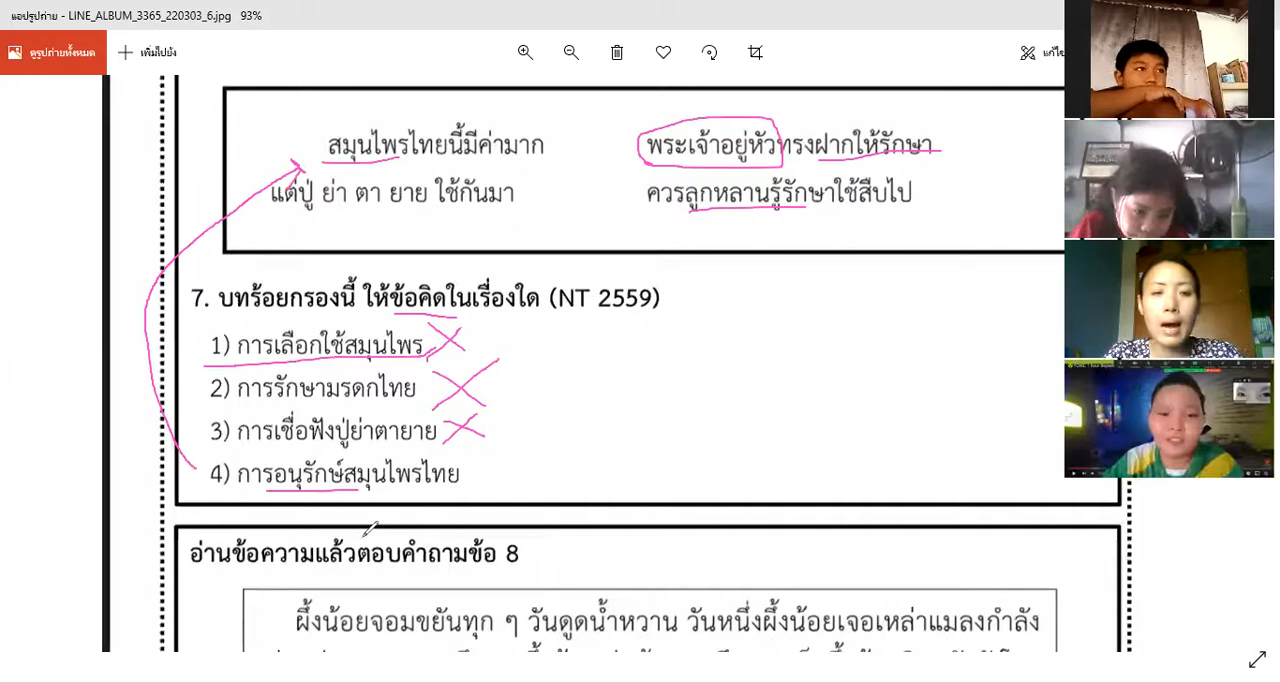 แอปรูปถ่าย - LINE_ALBUM_3365_220303_6.jpg 93%
ดูรูปถ่ายทั้งหมด
เพิ่มไปยัง
แก้ไข
สมุนไพรไทยนี้มีค่ามาก พระเจ้าอยู่หัวทรงฝากให้รักษา
แต่ปู่ ย่า ตา ยาย ใช้กันมา ควรลูกหลานรู้รักษาใช้สืบไป
7. บทร้อยกรองนี้ ให้ข้อคิดในเรื่องใด (NT 2559)
1) การเลือกใช้สมุนไพร
2) การรักษามรดกไทย
3) การเชื่อฟังปู่ย่าตายาย
4) การอนุรักษ์สมุนไพรไทย
อ่านข้อความแล้วตอบคำถามข้อ 8
ผึ้งน้อยจอมขยันทุก ๆ วันดูดน้ำหวาน วันหนึ่งผึ้งน้อยเจอเหล่าแมลงกำลัง